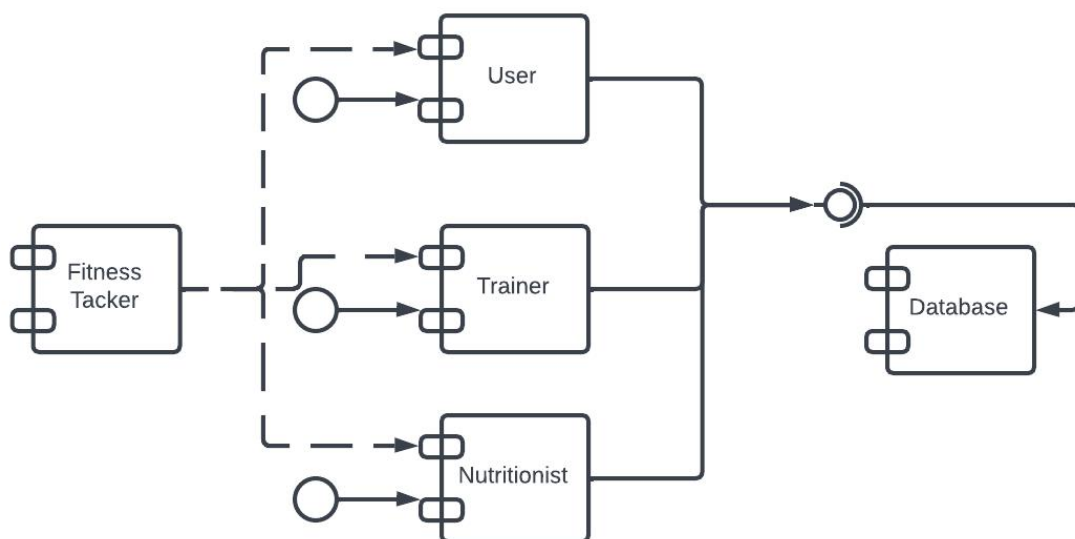 User
Fitness
Tacker
Trainer
Database
Nutritionist